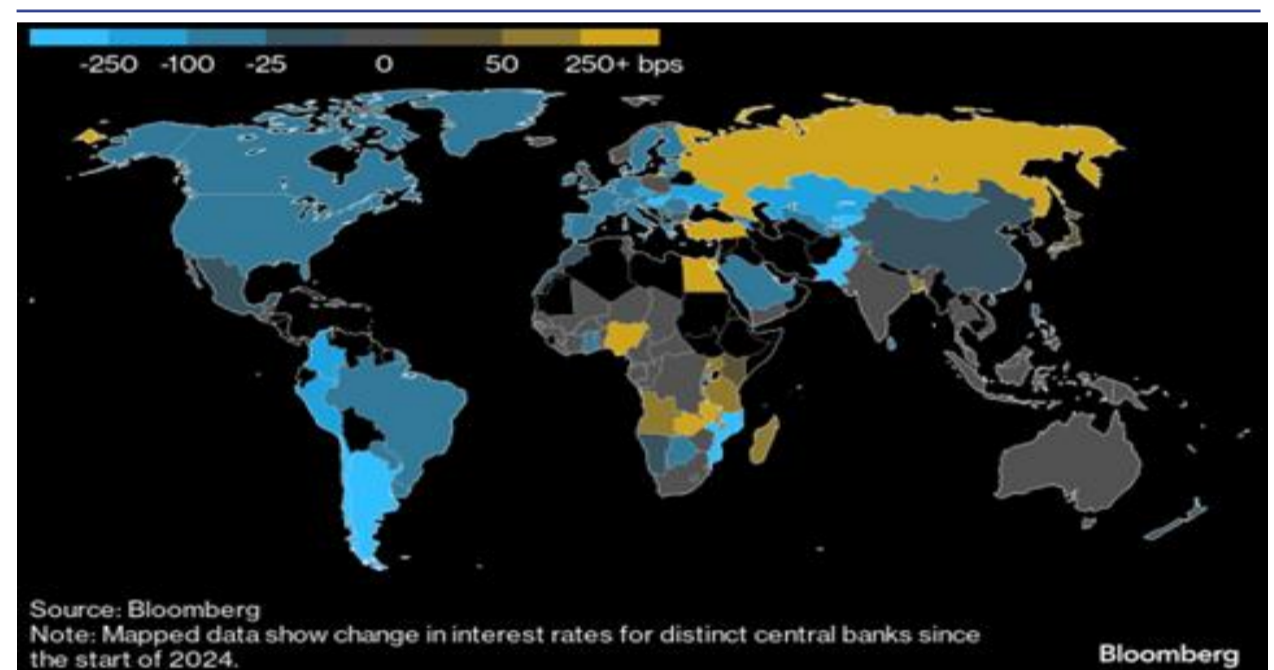 -250 -100 -25 0 50 250+ bps
Source: Bloomberg
Note: Mapped data show change in interest rates for distinct central banks since
the start of 2024.
Bloomberg